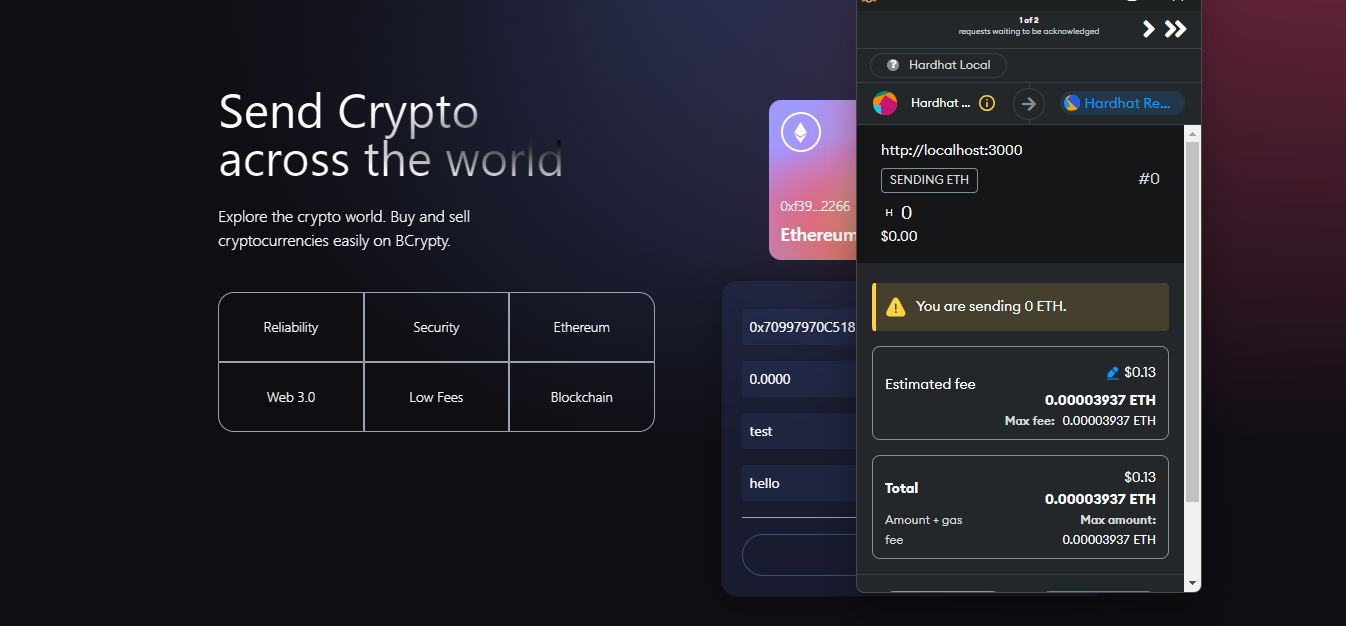 Send Crypto
across the world
Explore the crypto world. Buy and sell
cryptocurrencies easily on BCrypty.
Reliability
Security
Ethereum
Web 3.0
Low Fees
Blockchain
0xf39...2266
Ethereum
0x70997970C518
0.0000
test
hello
1 of 2
requests waiting to be acknowledged
Hardhat Local
Hardhat ...
Hardhat Re...
http://localhost:3000
SENDING ETH
#0
H 0
$0.00
You are sending 0 ETH.
Estimated fee
$0.13
0.00003937 ETH
Max fee: 0.00003937 ETH
Total
$0.13
0.00003937 ETH
Amount + gas
fee
Max amount:
0.00003937 ETH